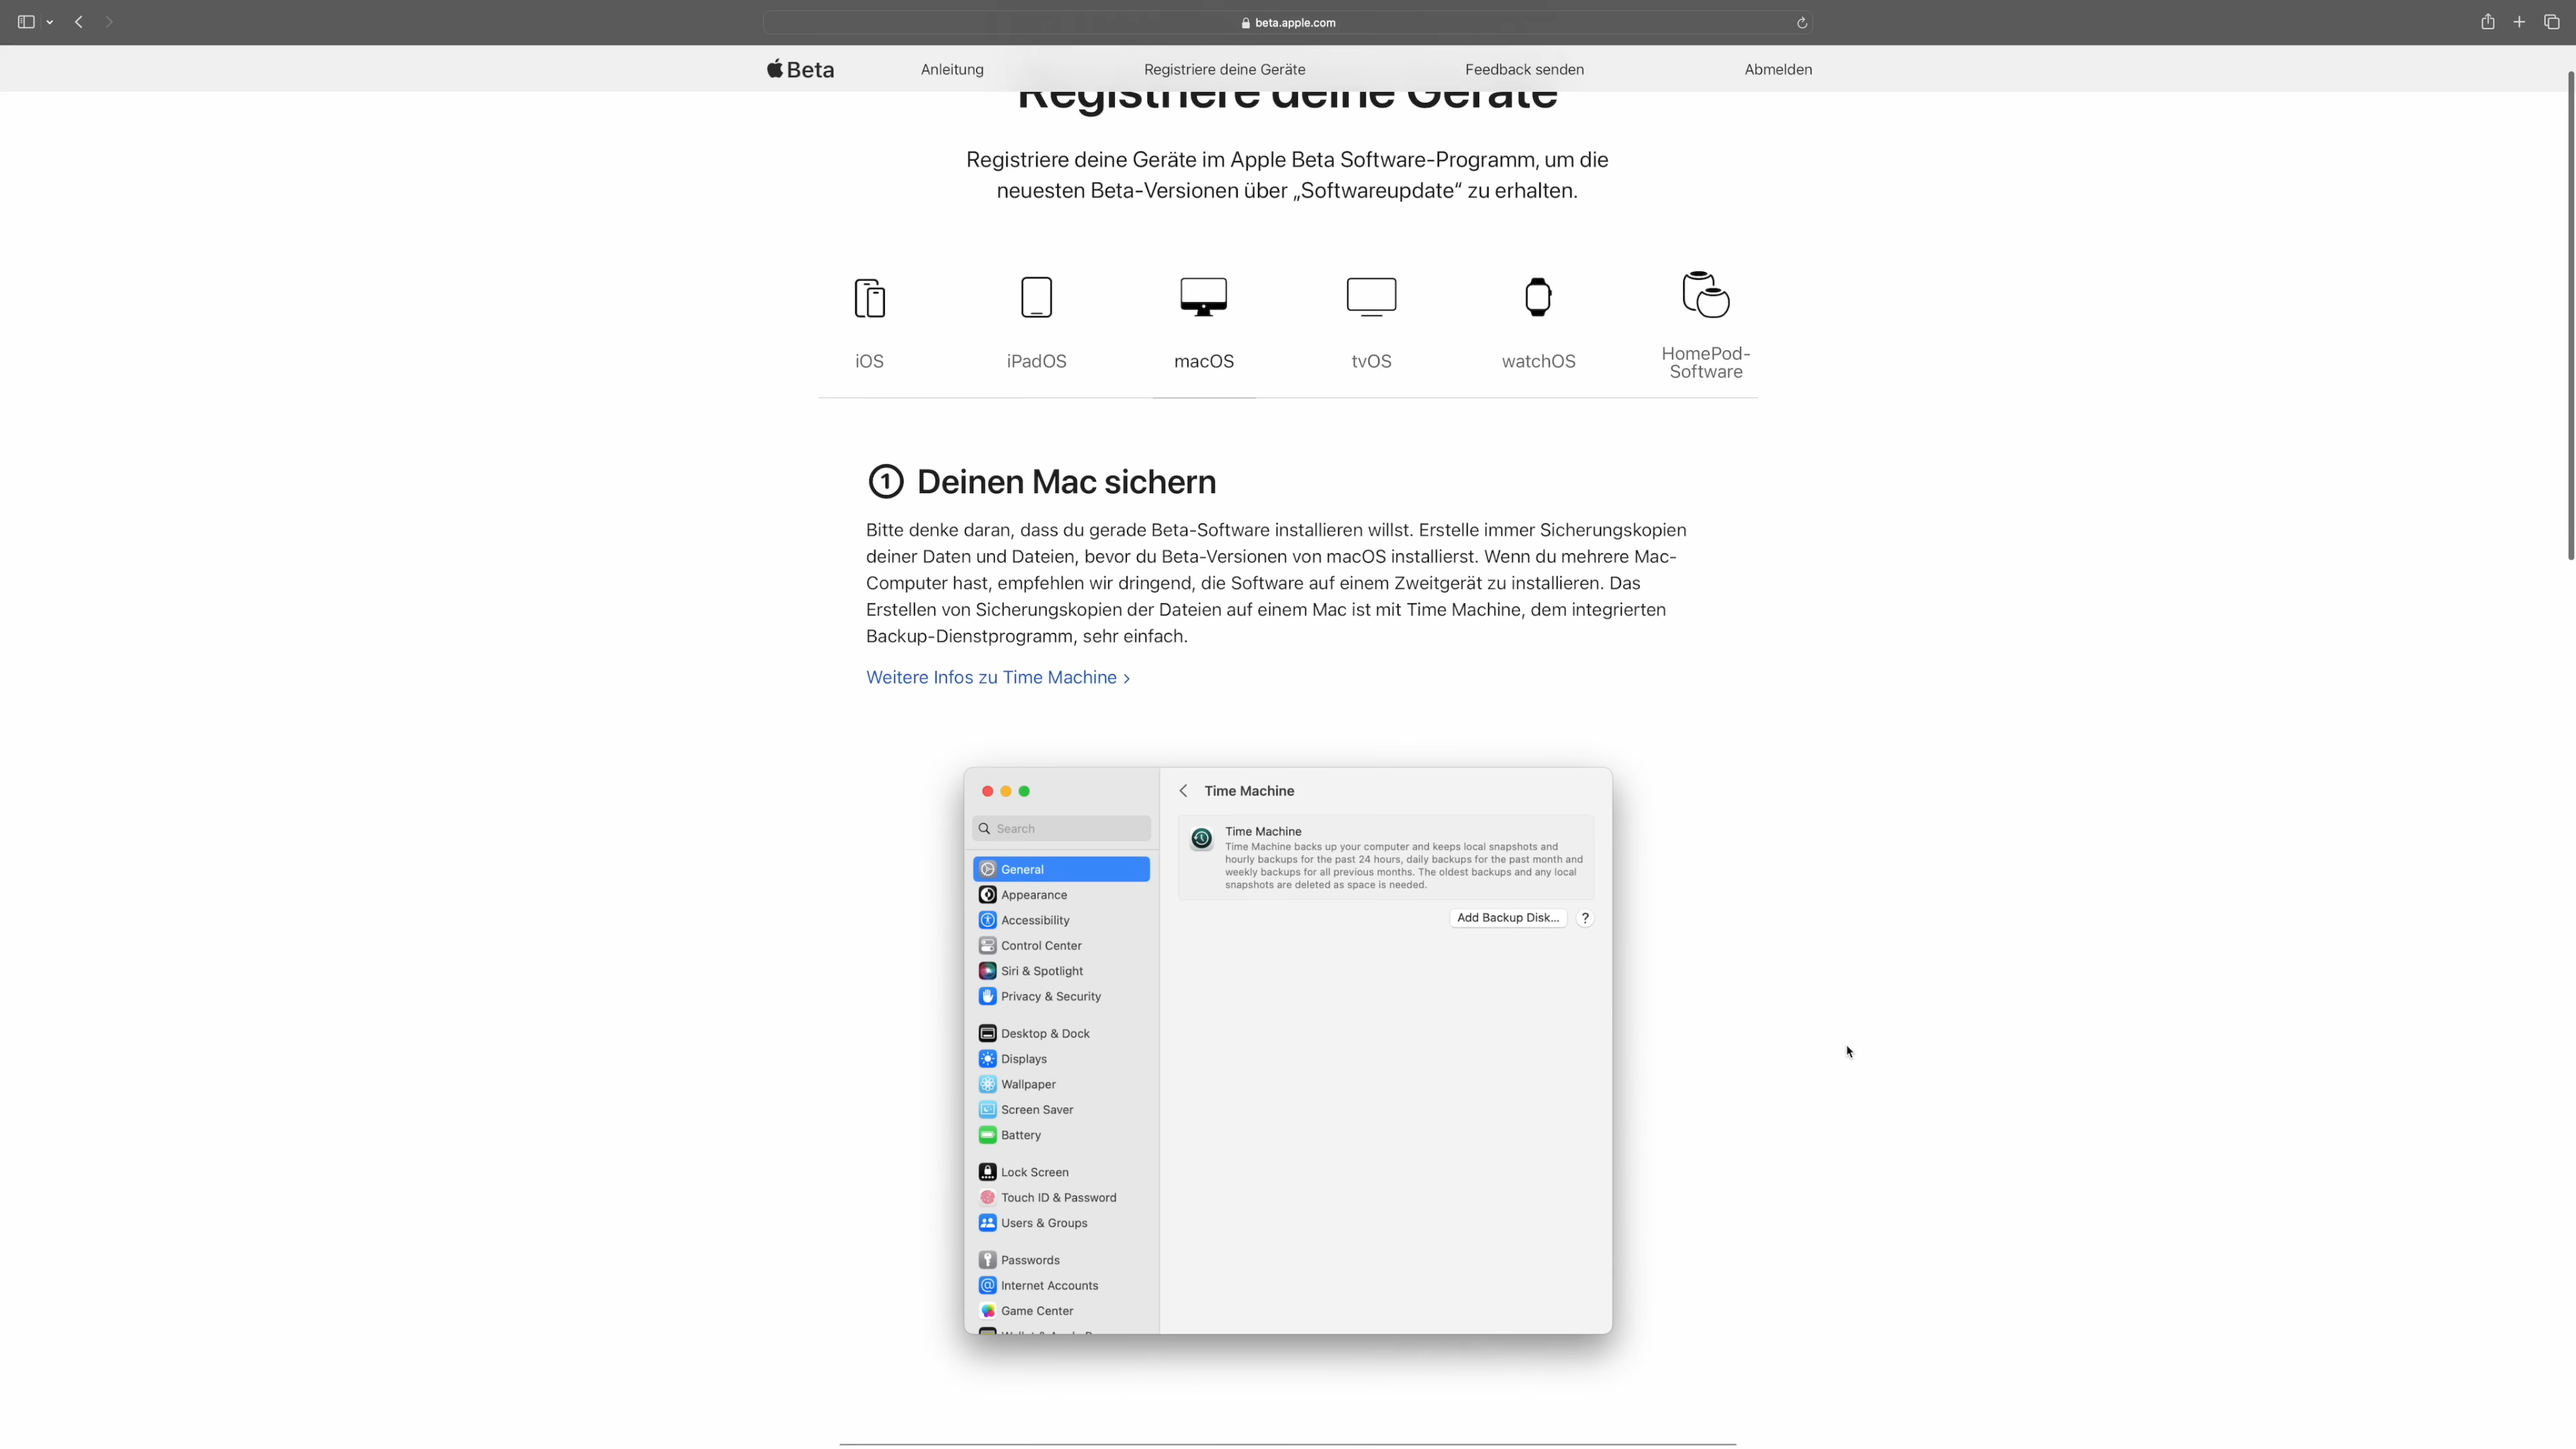 beta.apple.com
Beta
Anleitung
Registriere deine Geräte
Feedback senden
Abmelden
Registriere deine Geräte
Registriere deine Geräte im Apple Beta Software-Programm, um die
neuesten Beta-Versionen über „Softwareupdate“ zu erhalten.
iOS
iPadOS
macOS
tvOS
watchOS
HomePod-
Software
1 Deinen Mac sichern
Bitte denke daran, dass du gerade Beta-Software installieren willst. Erstelle immer Sicherungskopien
deiner Daten und Dateien, bevor du Beta-Versionen von macOS installierst. Wenn du mehrere Mac-
Computer hast, empfehlen wir dringend, die Software auf einem Zweitgerät zu installieren. Das
Erstellen von Sicherungskopien der Dateien auf einem Mac ist mit Time Machine, dem integrierten
Backup-Dienstprogramm, sehr einfach.
Weitere Infos zu Time Machine >
Search
General
Appearance
Accessibility
Control Center
Siri & Spotlight
Privacy & Security
Desktop & Dock
Displays
Wallpaper
Screen Saver
Battery
Lock Screen
Touch ID & Password
Users & Groups
Passwords
Internet Accounts
Game Center
Time Machine
Time Machine
Time Machine backs up your computer and keeps local snapshots and
hourly backups for the past 24 hours, daily backups for the past month and
weekly backups for all previous months. The oldest backups and any local
snapshots are deleted as space is needed.
Add Backup Disk...
?